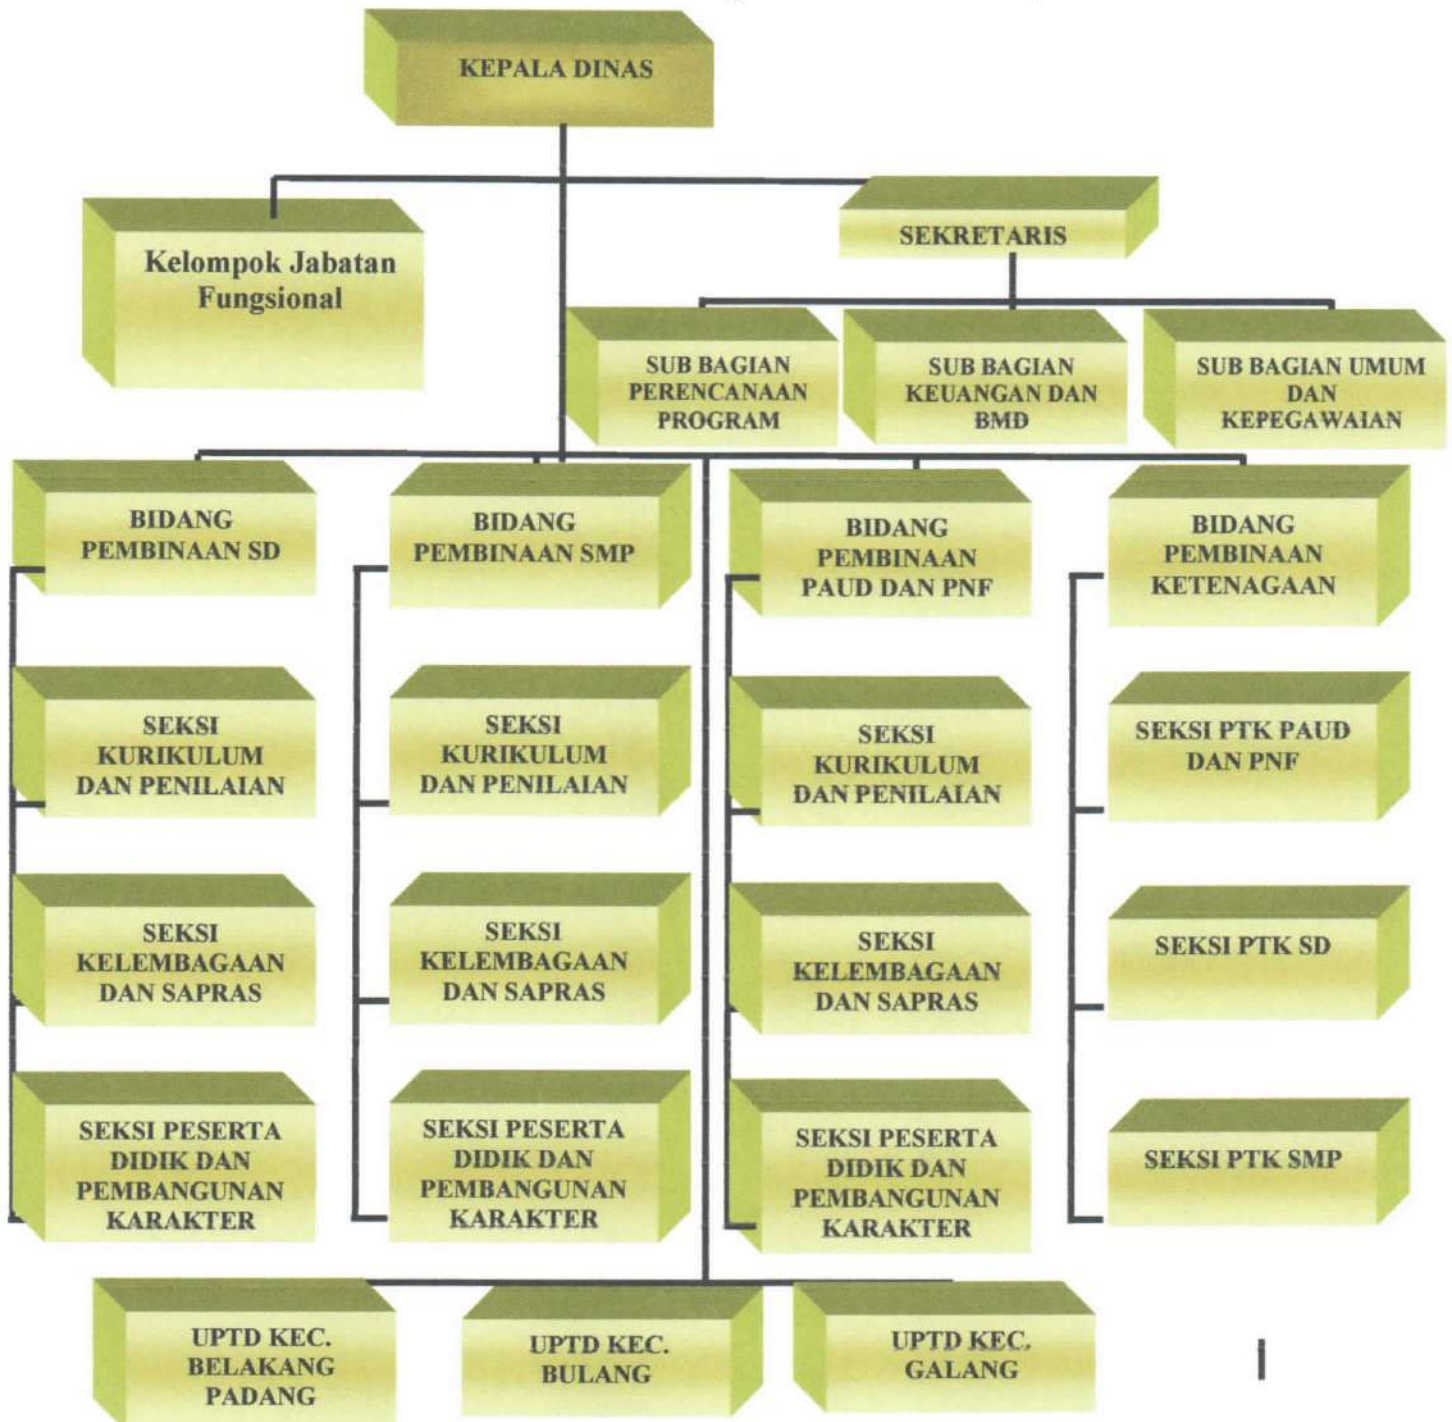 KEPALA DINAS
Kelompok Jabatan
Fungsional
SEKRETARIS
SUB BAGIAN
PERENCANAAN
PROGRAM
SUB BAGIAN
KEUANGAN DAN
BMD
SUB BAGIAN UMUM
DAN
KEPEGAWAIAN
BIDANG
PEMBINAAN SD
BIDANG
PEMBINAAN SMP
BIDANG
PEMBINAAN
PAUD DAN PNF
BIDANG
PEMBINAAN
KETENAGAAN
SEKSI
KURIKULUM
DAN PENILAIAN
SEKSI
KURIKULUM
DAN PENILAIAN
SEKSI
KURIKULUM
DAN PENILAIAN
SEKSI PTK PAUD
DAN PNF
SEKSI
KELEMBAGAAN
DAN SAPRAS
SEKSI
KELEMBAGAAN
DAN SAPRAS
SEKSI
KELEMBAGAAN
DAN SAPRAS
SEKSI PTK SD
SEKSI PESERTA
DIDIK DAN
PEMBANGUNAN
KARAKTER
SEKSI PESERTA
DIDIK DAN
PEMBANGUNAN
KARAKTER
SEKSI PESERTA
DIDIK DAN
PEMBANGUNAN
KARAKTER
SEKSI PTK SMP
UPTD KEC.
BELAKANG
PADANG
UPTD KEC.
BULANG
UPTD KEC.
GALANG